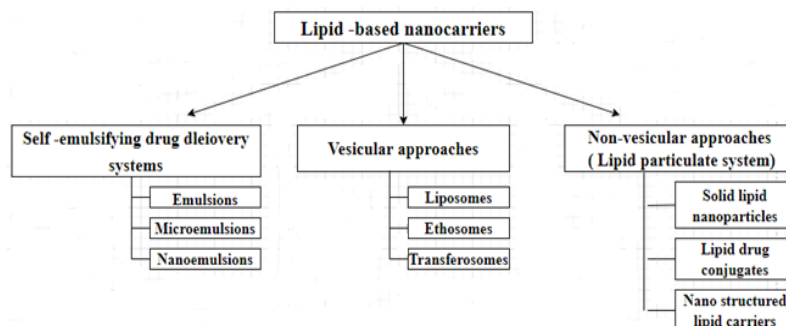 Lipid -based nanocarriers
Self -emulsifying drug dleiovery
systems
Emulsions
Microemulsions
Nanoemulsions
Vesicular approaches
Liposomes
Ethosomes
Transferosomes
Non-vesicular approaches
( Lipid particulate system)
Solid lipid
nanoparticles
Lipid drug
conjugates
Nano structured
lipid carriers